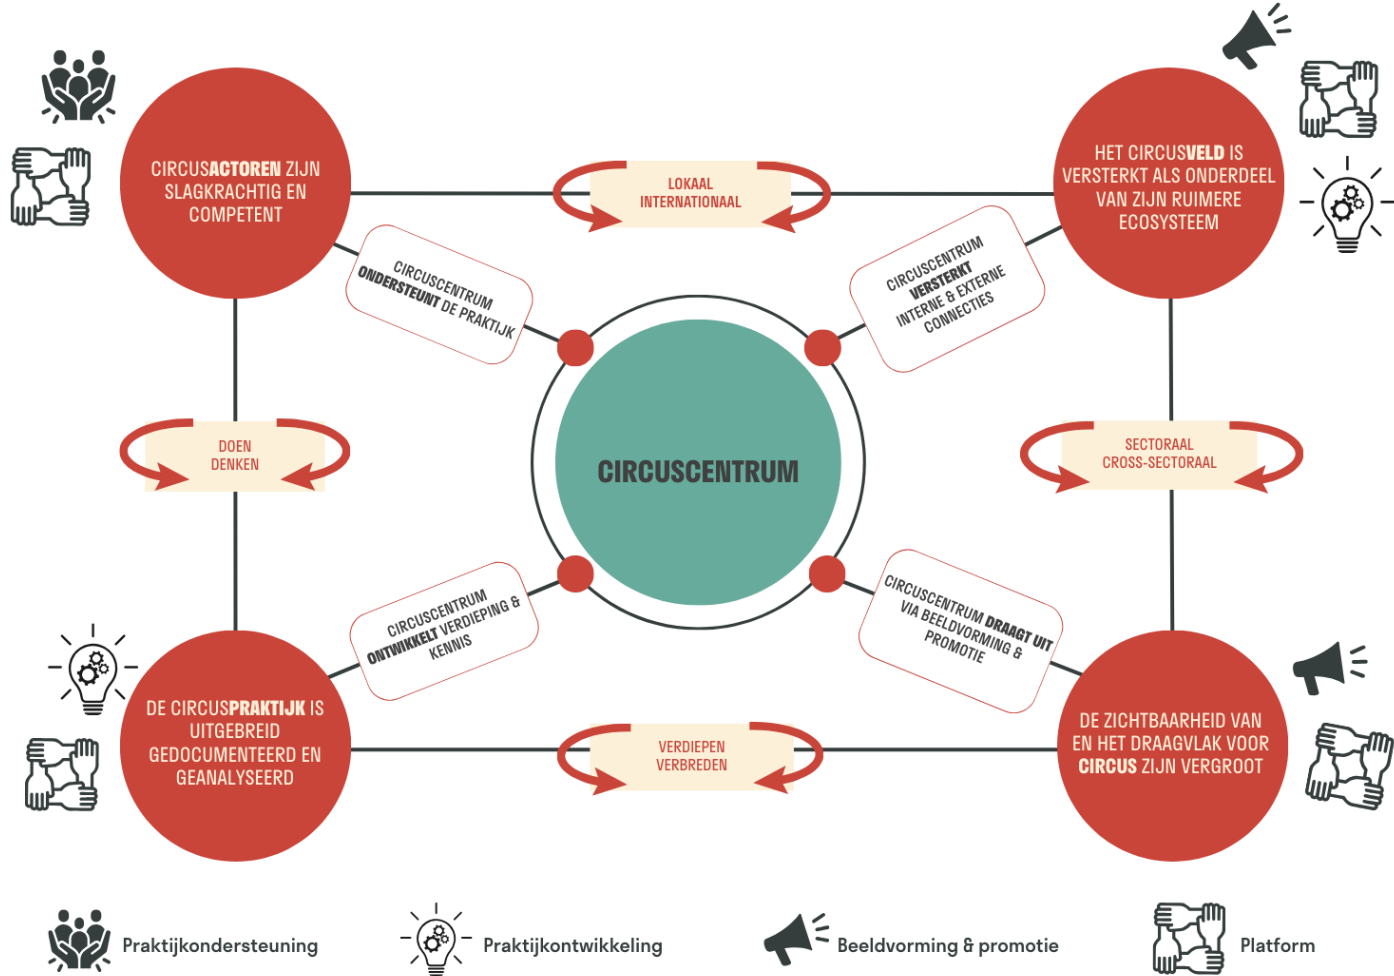 CIRCUSACTOREN ZIJN
SLAGKRACHTIG EN
COMPETENT
LOKAAL
INTERNATIONAAL
HET CIRCUSVELD IS
VERSTERKT ALS ONDERDEEL
VAN ZIJN RUIMERE
ECOSYSTEEM
CIRCUSCENTRUM
ONDERSTEUNT DE PRAKTIJK
CIRCUSCENTRUM
VERSTERKT
INTERNE & EXTERNE
CONNECTIES
DOEN
DENKEN
CIRCUSCENTRUM
SECTORAAL
CROSS-SECTORAAL
CIRCUSCENTRUM
ONTWIKKELT VERDIEPING &
KENNIS
CIRCUSCENTRUM DRAAGT UIT
VIA BEELDVORMING &
PROMOTIE
DE CIRCUSPRAKTIJK IS
UITGEBREID
GEDOCUMENTEERD EN
GEANALYSEERD
VERDIEPEN
VERBREDEN
DE ZICHTBAARHEID VAN
EN HET DRAAGVLAK VOOR
CIRCUS ZIJN VERGROOT
Praktijkondersteuning
Praktijkontwikkeling
Beeldvorming & promotie
Platform